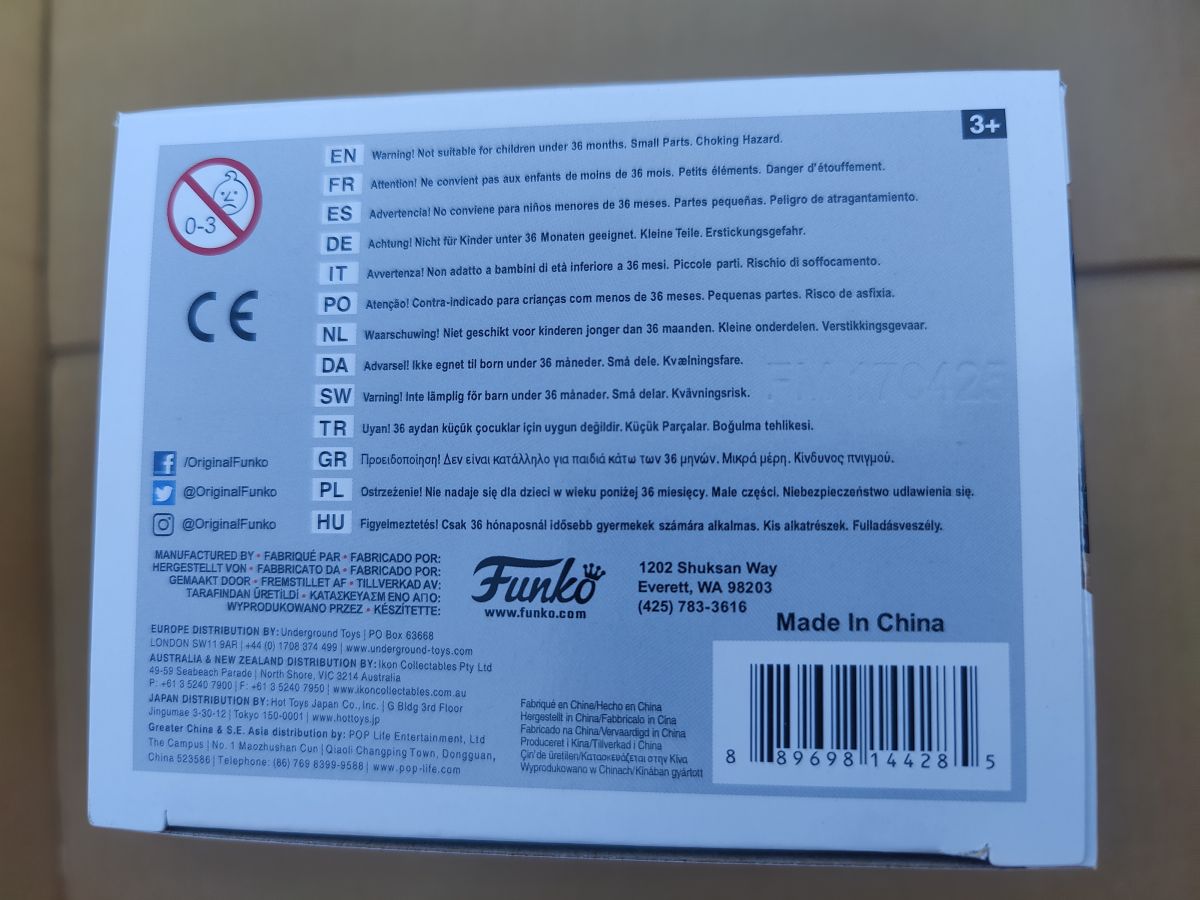 3+
0-3
CE
EN Warning! Not suitable for children under 36 months. Small Parts. Choking Hazard.
FR Attention! Ne convient pas aux enfants de moins de 36 mois. Petits éléments. Danger d'étouffement.
ES Advertencia! No conviene para niños menores de 36 meses. Partes pequeñas. Peligro de atragantamiento.
DE Achtung! Nicht für Kinder unter 36 Monaten geeignet. Kleine Teile. Erstickungsgefahr.
IT Avvertenza! Non adatto a bambini di età inferiore a 36 mesi. Piccole parti. Rischio di soffocamento.
PO Atenção! Contra-indicado para crianças com menos de 36 meses. Pequenas partes. Risco de asfixia.
NL Waarschuwing! Niet geschikt voor kinderen jonger dan 36 maanden. Kleine onderdelen. Verstikkingsgevaar.
DA Advarsel! Ikke egnet til born under 36 måneder. Små dele. Kvælningsfare.
SW Varning! Inte lämplig för barn under 36 månader. Små delar. Kvävningsrisk.
TR Uyan! 36 aydan küçük çocuklar için uygun değildir. Küçük Parçalar. Boğulma tehlikesi.
GR Προειδοποίηση! Δεν είναι κατάλληλο για παιδιά κάτω των 36 μηνών. Μικρά μέρη. Κίνδυνος πνιγμού.
PL Ostrzeżenie! Nie nadaje się dla dzieci w wieku poniżej 36 miesięcy. Male części. Niebezpieczeństwo udlawienia się.
HU Figyelmeztetés! Csak 36 hónaposnál idősebb gyermekek számára alkalmas. Kis alkatrészek. Fulladásveszély.
/OriginalFunko
@OriginalFunko
@OriginalFunko
MANUFACTURED BY • FABRIQUÉ PAR • FABRICADO POR:
HERGESTELLT VON • FABBRICATO DA • FABRICADO POR:
GEMAAKT DOOR • FREMSTILLET AF • TILLVERKAD AV:
TARAFINDAN ÜRETİLDİ • ΚΑΤΑΣΚΕΥΑΣΜ ΕΝΟ ΑΠΟ:
WYPRODUKOWANO PRZEZ • KÉSZÍTETTE:
Funko
www.funko.com
1202 Shuksan Way
Everett, WA 98203
(425) 783-3616
Made In China
EUROPE DISTRIBUTION BY: Underground Toys | PO Box 63668
LONDON SW11 9AR | +44 (0) 1708 374 499 | www.underground-toys.com
AUSTRALIA & NEW ZEALAND DISTRIBUTION BY: Ikon Collectables Pty Ltd
49-59 Seabeach Parade | North Shore, VIC 3214 Australia
P: +61 3 5240 7900 | F: +61 3 5240 7950 | www.ikoncollectables.com.au
JAPAN DISTRIBUTION BY: Hot Toys Japan Co., Inc. | G Bldg 3rd Floor
Jingumae 3-30-12 | Tokyo 150-0001 | www.hottoys.jp
Greater China & S.E. Asia distribution by: POP Life Entertainment, Ltd
The Campus | No. 1 Maozhushan Cun | Qiaoli Changping Town, Dongguan,
China 523586 | Telephone: (86) 769 8399-9588 | www.pop-life.com
Fabriqué en Chine/Hecho en China
Hergestellt in China/Fabbricalo in Cina
Fabricado na China/Vervaardigd in China
Produceret i Kina/Tillverkad i China
Çin'de üretilen/Κατασκευάζεται στην Κίνα
Wyprodukowano w Chinach/Kínában gyártott
8 89698 14428 5